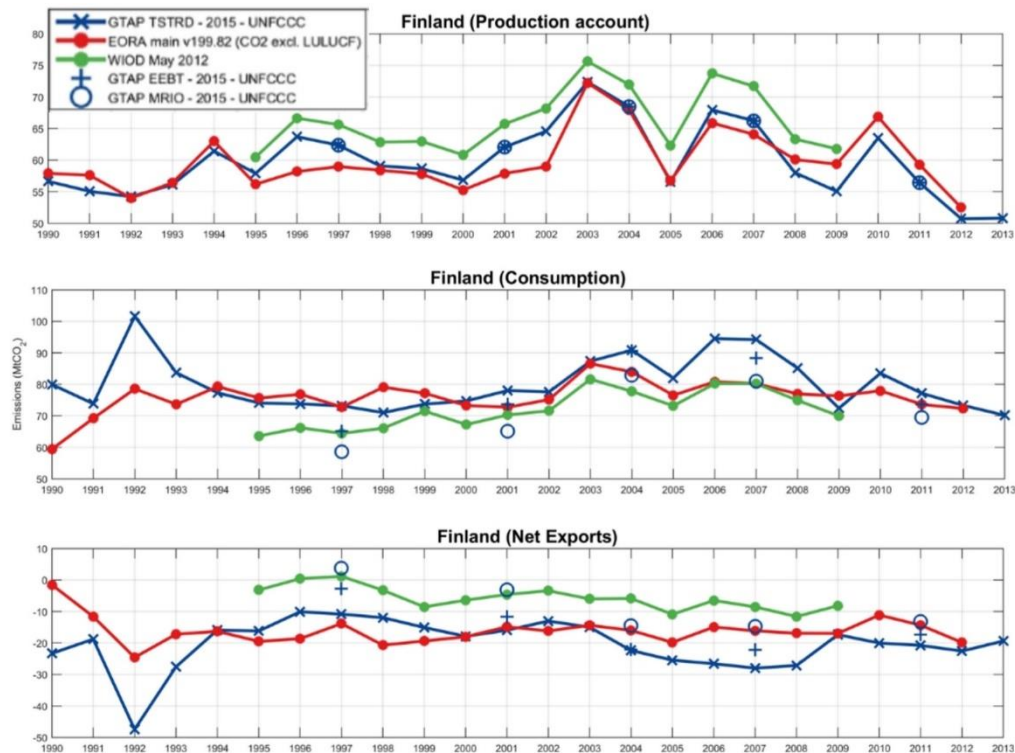 GTAP TSTRD - 2015 - UNFCCC
EORA main v199.82 (CO2 excl. LULUCF)
WIOD May 2012
GTAP EEBT - 2015 - UNFCCC
GTAP MRIO - 2015 - UNFCCC
Finland (Production account)
80
75
70
65
60
55
50
1990 1991 1992 1993 1994 1995 1996 1997 1998 1999 2000 2001 2002 2003 2004 2005 2006 2007 2008 2009 2010 2011 2012 2013
Finland (Consumption)
Emissions (MtCO₂)
110
100
90
80
70
60
50
1990 1991 1992 1993 1994 1995 1996 1997 1998 1999 2000 2001 2002 2003 2004 2005 2006 2007 2008 2009 2010 2011 2012 2013
Finland (Net Exports)
10
0
-10
-20
-30
-40
-50
1990 1991 1992 1993 1994 1995 1996 1997 1998 1999 2000 2001 2002 2003 2004 2005 2006 2007 2008 2009 2010 2011 2012 2013